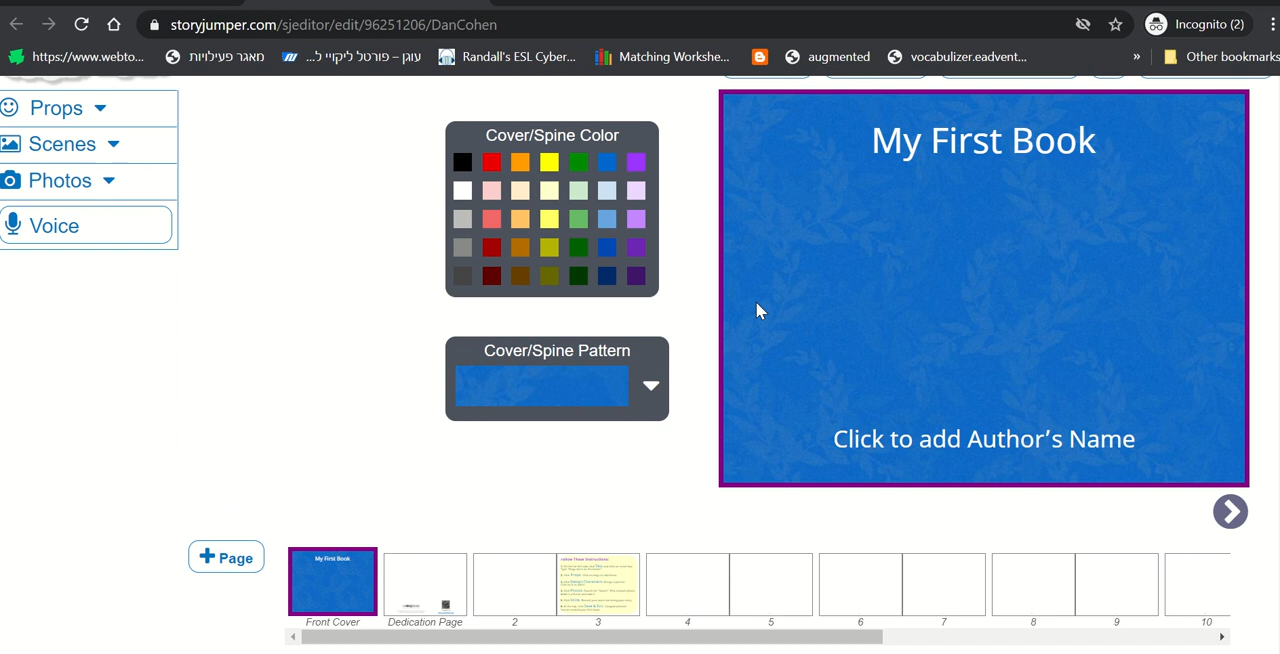 storyjumper.com/sjeditor/edit/96251206/DanCohen
Incognito (2)
https://www.webto...
מאגר פעילויות
עוגן – פורטל ליקויי ל...
Randall's ESL Cyber...
Matching Workshe...
augmented
vocabulizer.eadvent...
»
Other bookmarks
Props
Scenes
Photos
Voice
Cover/Spine Color
Cover/Spine Pattern
My First Book
Click to add Author's Name
+ Page
My First Book
Follow These Instructions:
Front Cover
Dedication Page
2
3
4
5
6
7
8
9
10